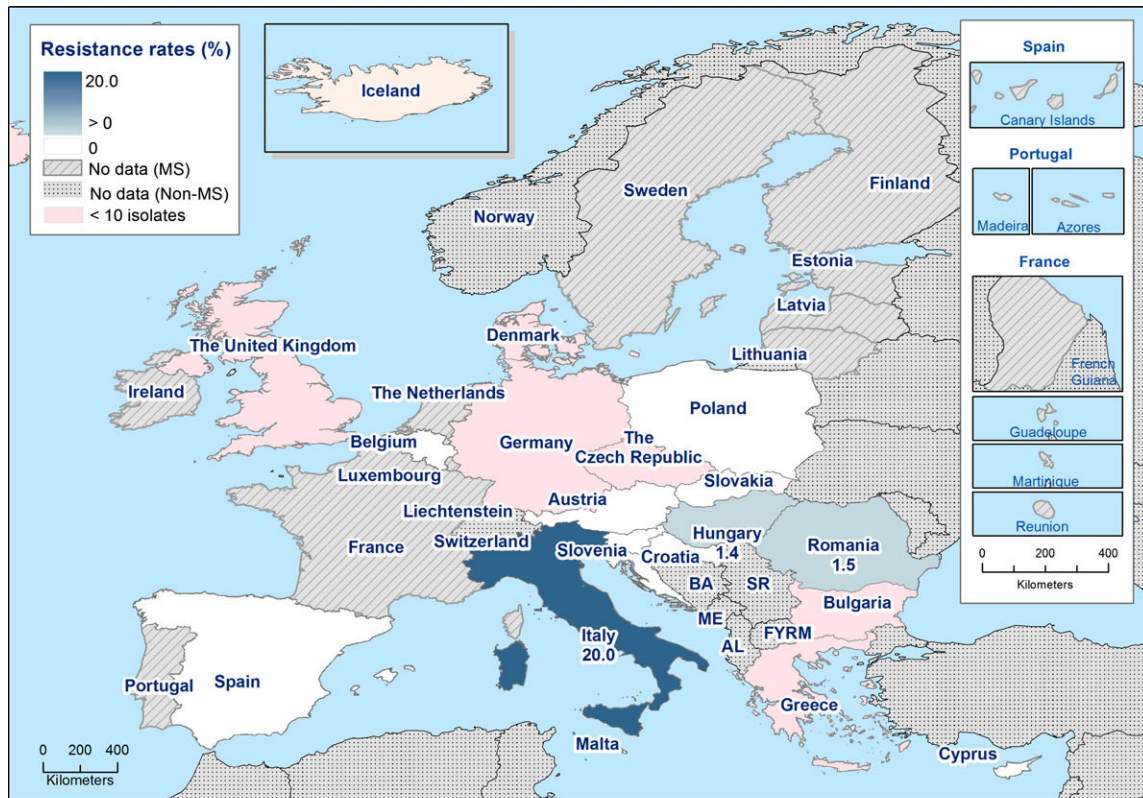 Resistance rates (%)
20.0
> 0
0
No data (MS)
No data (Non-MS)
< 10 isolates
Iceland
Spain
Canary Islands
Portugal
Madeira
Azores
France
French
Guiana
Guadeloupe
Martinique
Reunion
0 200 400
Kilometers
Norway
Sweden
Finland
Estonia
Latvia
Lithuania
Denmark
The United Kingdom
Ireland
The Netherlands
Belgium
Luxembourg
Germany
Poland
The
Czech Republic
Slovakia
Austria
Liechtenstein
Switzerland
France
Slovenia
Croatia
Hungary
1.4
Romania
1.5
BA
SR
Bulgaria
ME
FYRM
AL
Italy
20.0
Greece
Portugal
Spain
Malta
Cyprus
0 200 400
Kilometers